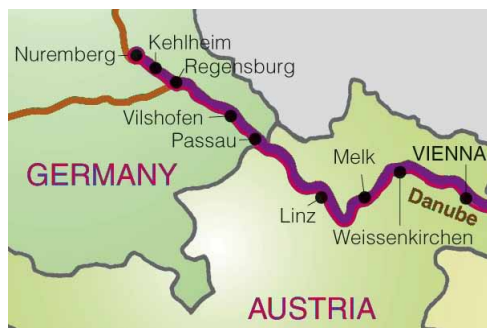 Kehlheim
Nuremberg
Regensburg
Vilshofen
Passau
GERMANY
Melk
VIENNA
Linz
Danube
Weissenkirchen
AUSTRIA